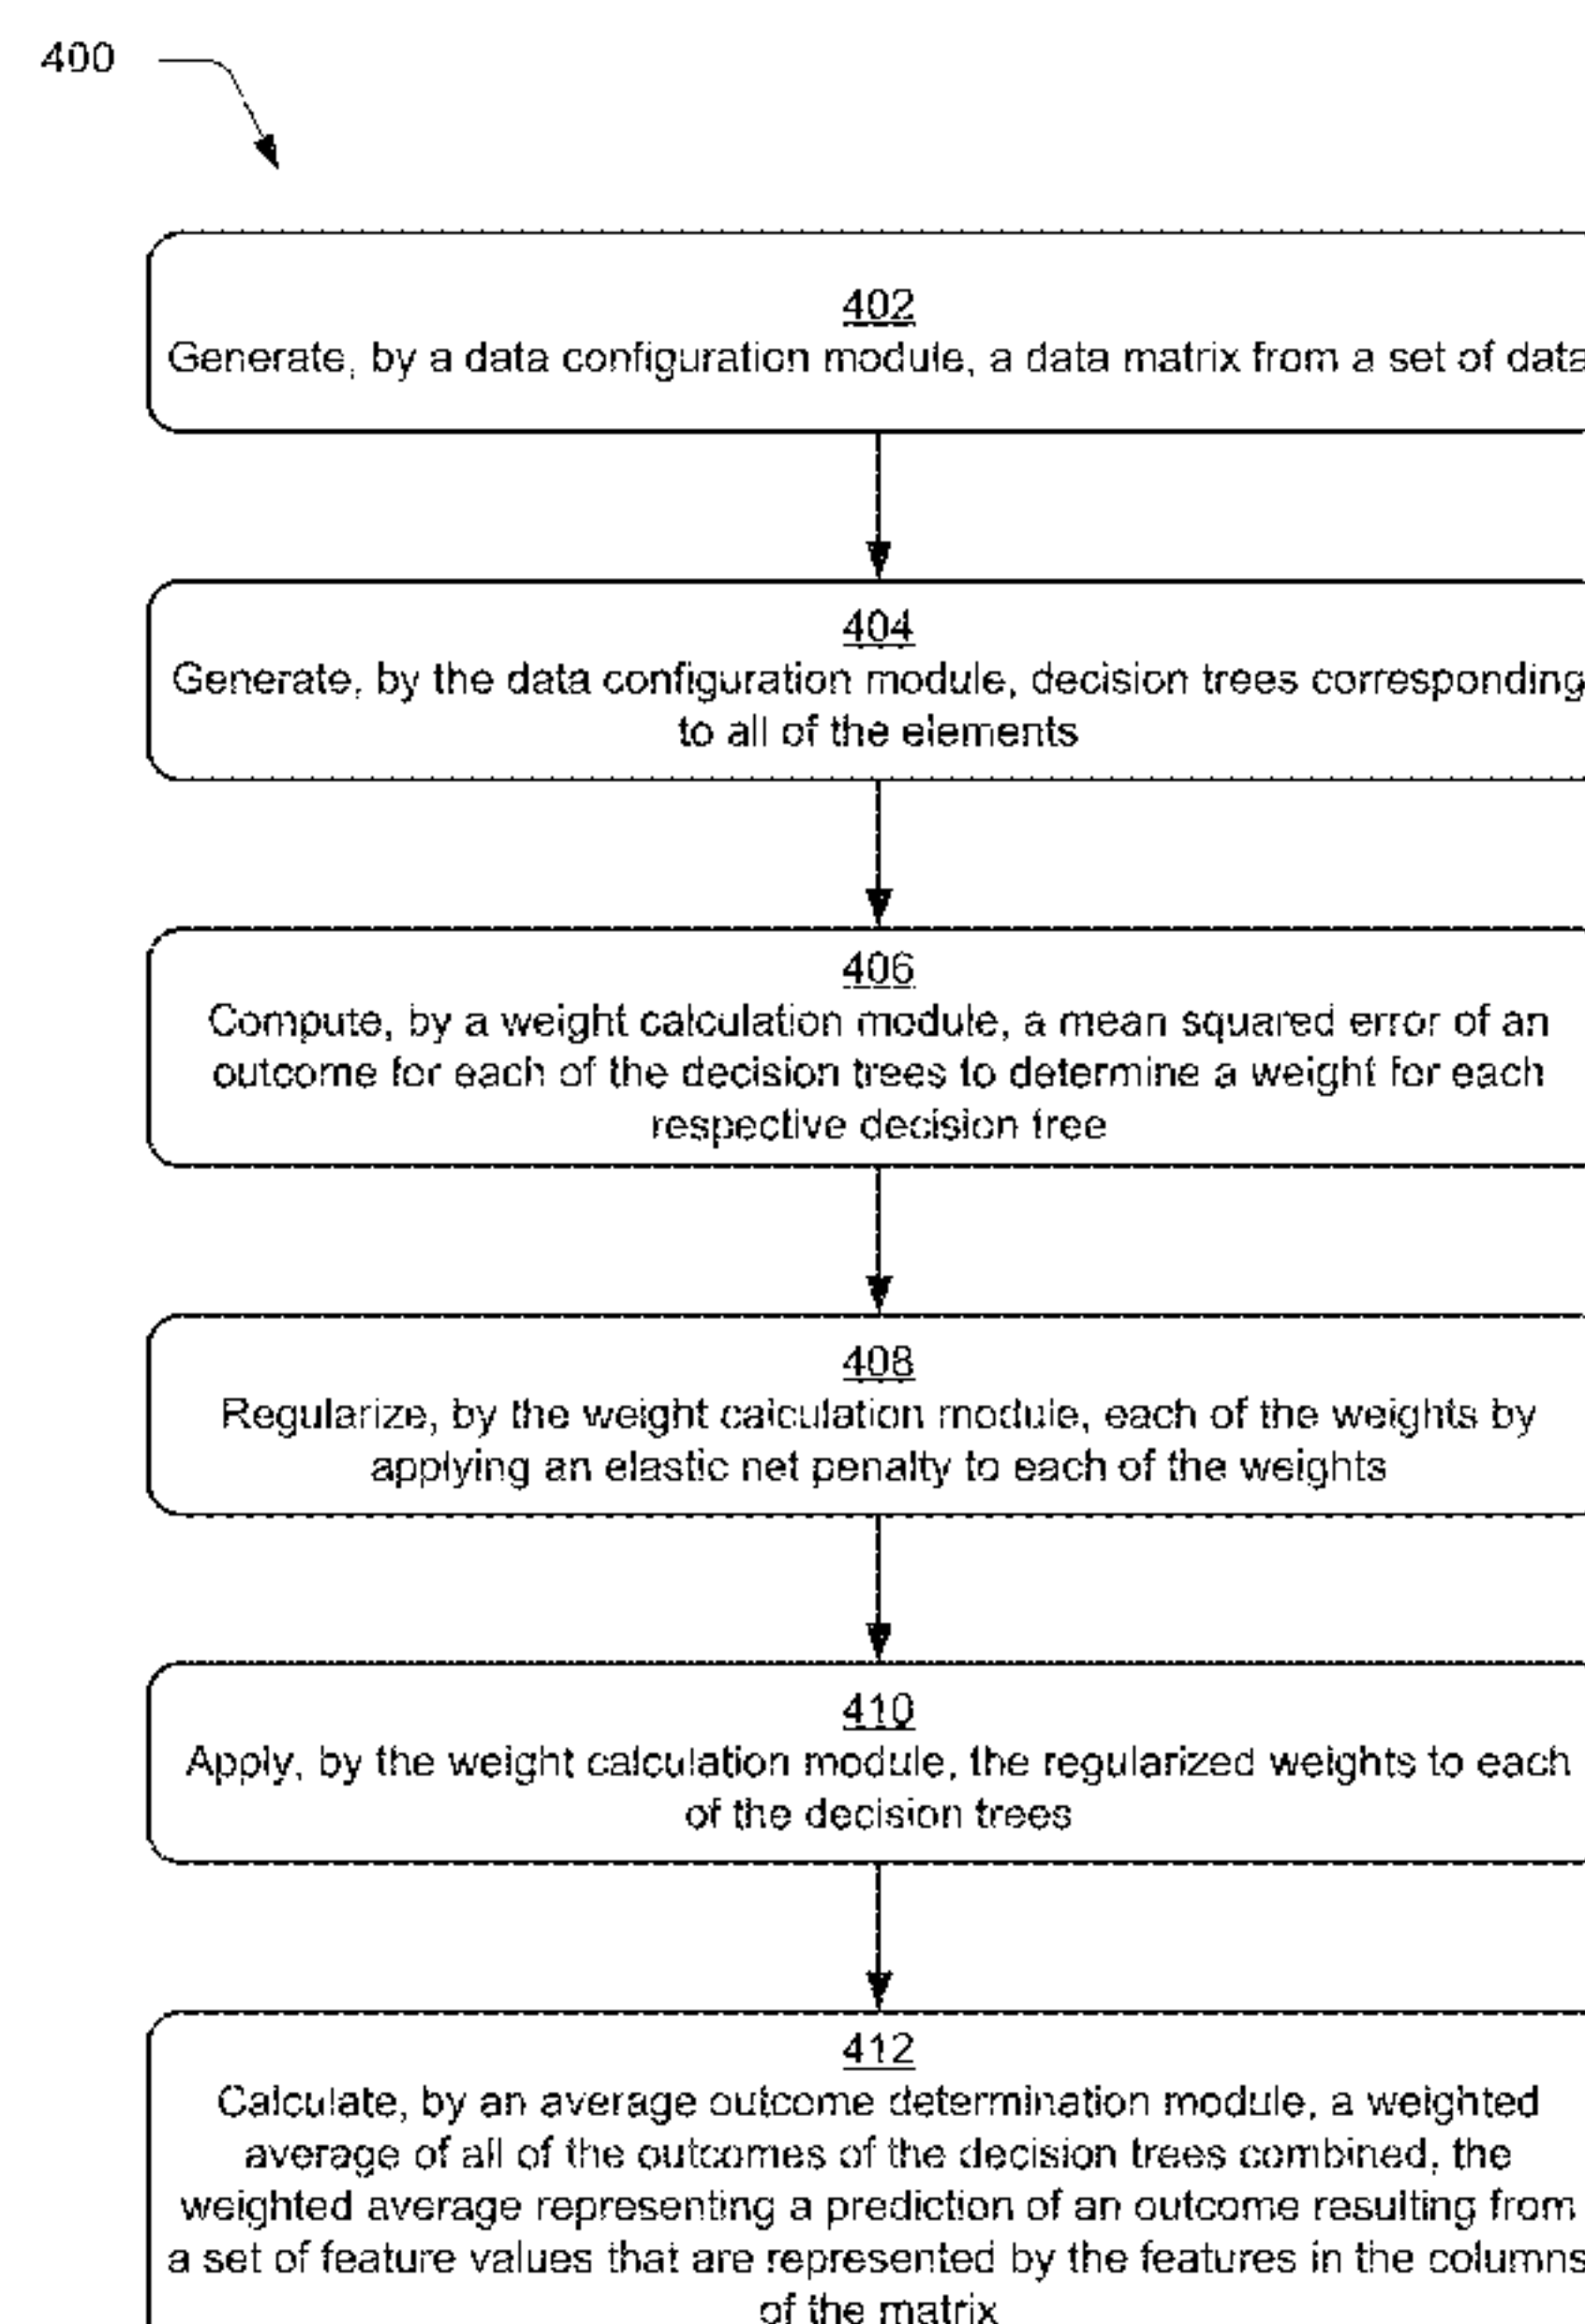 400
402
Generate, by a data configuration module, a data matrix from a set of data
404
Generate, by the data configuration module, decision trees corresponding
to all of the elements
406
Compute, by a weight calculation module, a mean squared error of an
outcome for each of the decision trees to determine a weight for each
respective decision tree
408
Regularize, by the weight calculation module, each of the weights by
applying an elastic net penalty to each of the weights
410
Apply, by the weight calculation module, the regularized weights to each
of the decision trees
412
Calculate, by an average outcome determination module, a weighted
average of all of the outcomes of the decision trees combined, the
weighted average representing a prediction of an outcome resulting from
a set of feature values that are represented by the features in the columns
of the matrix